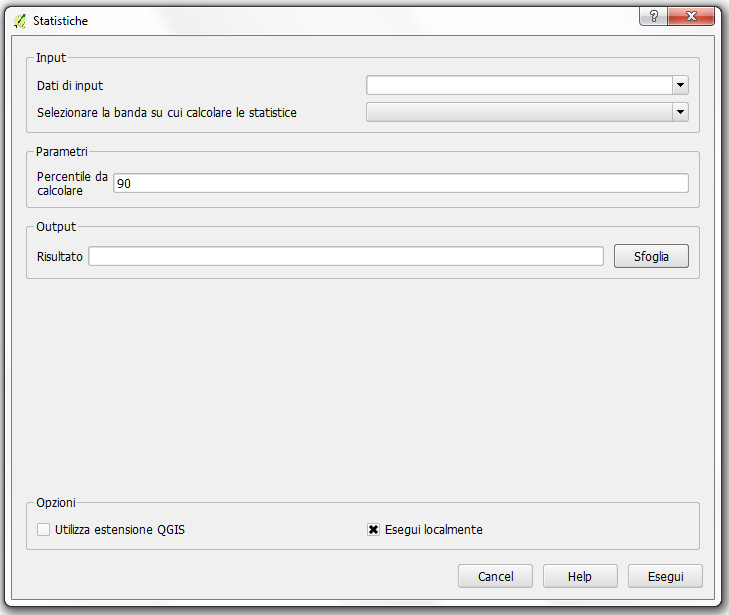 Statistiche
?
Input
Dati di input
Selezionare la banda su cui calcolare le statistice
Parametri
Percentile da
calcolare
90
Output
Risultato
Sfoglia
Opzioni
Utilizza estensione QGIS
Esegui localmente
Cancel
Help
Esegui